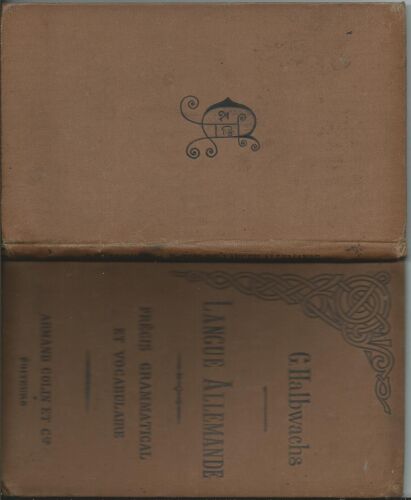 G. Halbwachs
LANGUE ALLEMANDE
PRÉCIS GRAMMATICAL
ET VOCABULAIRE
ARMAND COLIN ET Cie
ÉDITEURS